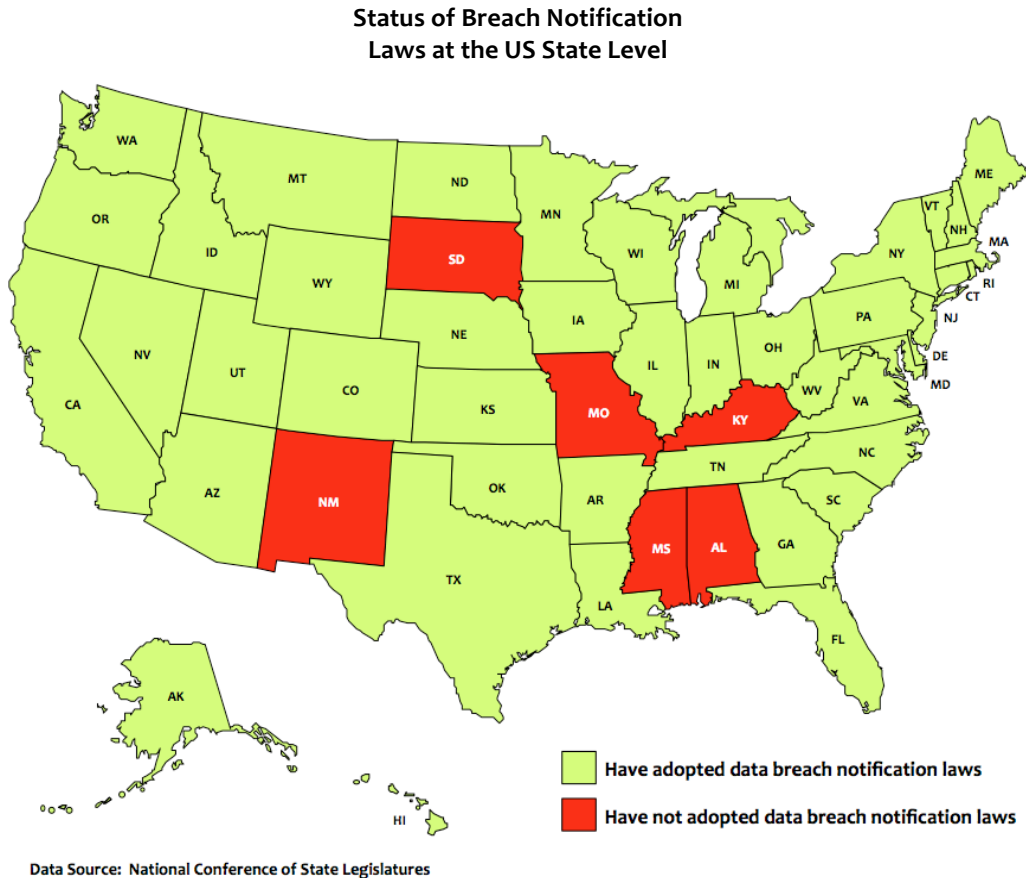 Status of Breach Notification
Laws at the US State Level
WA
MT
ND
MN
ME
VT
NH
OR
ID
SD
WI
MI
NY
MA
RI
CT
WY
IA
PA
NJ
NE
NV
UT
CO
IL
IN
OH
DE
MD
WV
VA
CA
KS
MO
KY
NC
TN
AZ
NM
OK
AR
SC
MS
AL
GA
TX
LA
FL
AK
HI
Have adopted data breach notification laws
Have not adopted data breach notification laws
Data Source: National Conference of State Legislatures